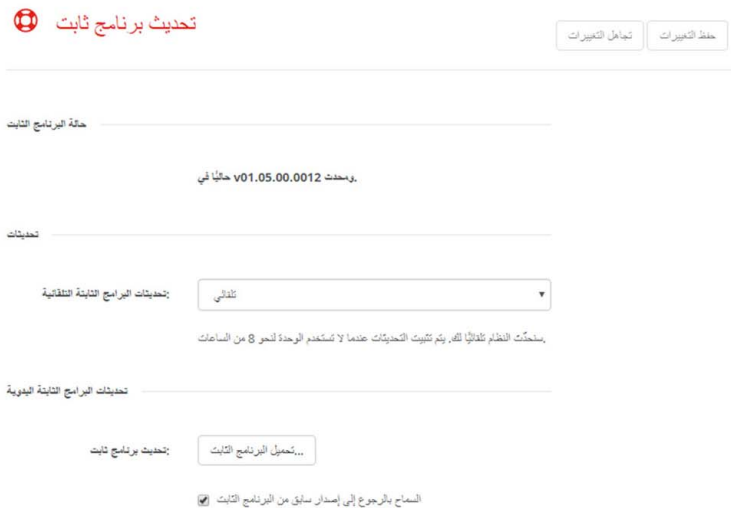 تحديث برنامج ثابت
حفظ التغييرات
تجاهل التغييرات
حالة البرنامج الثابت
حاليًا في v01.05.00.0012 ومحدث.
تحديثات
تحديثات البرامج الثابتة التلقائية:
تلقائي
سنحدِّث النظام تلقائيًا لك. يتم تثبيت التحديثات عندما لا تستخدم الوحدة لنحو 8 من الساعات.
تحديثات البرامج الثابتة اليدوية
تحديث برنامج ثابت:
تحميل البرنامج الثابت...
السماح بالرجوع إلى إصدار سابق من البرنامج الثابت